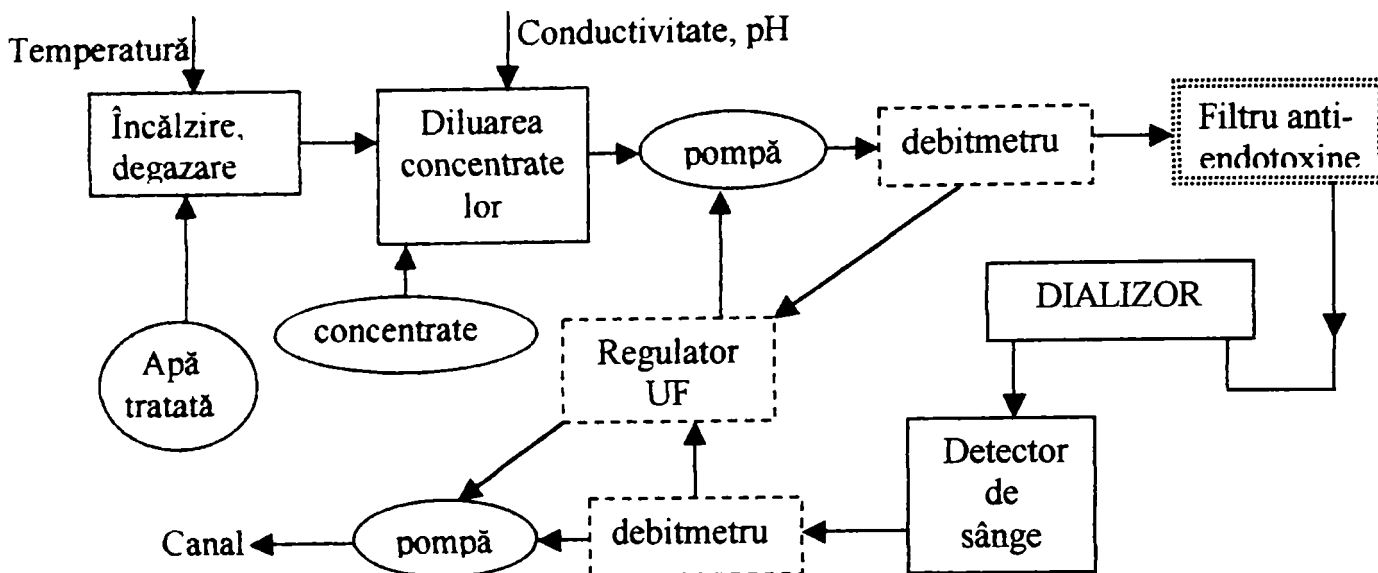 Temperatură
Conductivitate, pH
Încălzire,
degazare
Diluarea
concentrate
lor
pompă
debitmetru
Filtru anti-
endotoxine
DIALIZOR
concentrate
Apă
tratată
Regulator
UF
Detector
de
sânge
debitmetru
pompă
Canal